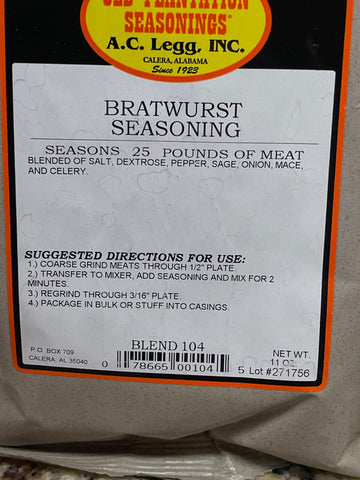 OLD PLANTATION
SEASONINGS®
A.C. LEGG, INC.
CALERA, ALABAMA
Since 1923
BRATWURST
SEASONING
SEASONS 25 POUNDS OF MEAT
BLENDED OF SALT, DEXTROSE, PEPPER, SAGE, ONION, MACE,
AND CELERY.
SUGGESTED DIRECTIONS FOR USE:
1.) COARSE GRIND MEATS THROUGH 1/2" PLATE.
2.) TRANSFER TO MIXER, ADD SEASONING AND MIX FOR 2
MINUTES.
3.) REGRIND THROUGH 3/16" PLATE.
4.) PACKAGE IN BULK OR STUFF INTO CASINGS.
BLEND 104
P.O. BOX 709
CALERA, AL 35040
0 78665 00104 5
NET WT.
11 OZ.
Lot #271756